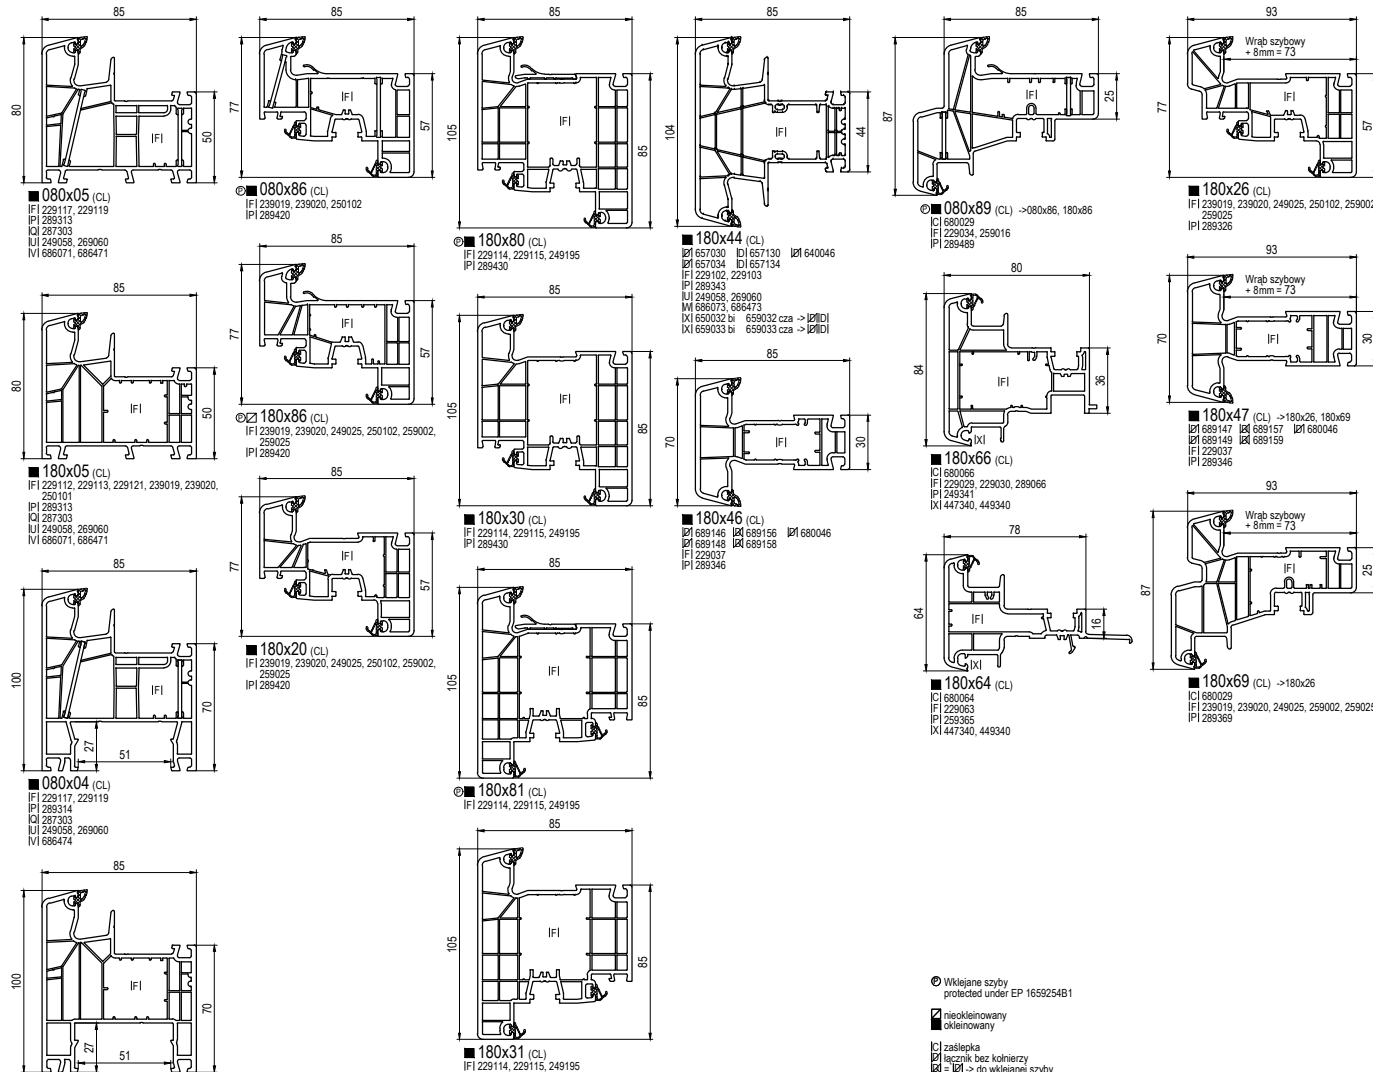 85
80
50
■ 080x05 (CL)
|F| 229117, 229119
|P| 289313
|Q| 287303
|U| 249058, 269060
|V| 686071, 686471
85
80
50
■ 180x05 (CL)
|F| 229112, 229113, 229121, 239019, 239020,
250101
|P| 289313
|Q| 287303
|U| 249058, 269060
|V| 686071, 686471
85
100
70
27
51
■ 080x04 (CL)
|F| 229117, 229119
|P| 289314
|Q| 287303
|U| 249058, 269060
|V| 686474
85
100
70
27
51
|F|
85
77
57
|F|
Ⓟ■ 080x86 (CL)
|F| 239019, 239020, 250102
|P| 289420
85
77
57
|F|
Ⓟ 180x86 (CL)
|F| 239019, 239020, 249025, 250102, 259002,
259025
|P| 289420
85
77
57
|F|
■ 180x20 (CL)
|F| 239019, 239020, 249025, 250102, 259002,
259025
|P| 289420
85
105
85
|F|
Ⓟ■ 180x80 (CL)
|F| 229114, 229115, 249195
|P| 289430
85
105
85
|F|
■ 180x30 (CL)
|F| 229114, 229115, 249195
|P| 289430
85
105
85
|F|
Ⓟ■ 180x81 (CL)
|F| 229114, 229115, 249195
85
105
85
|F|
■ 180x31 (CL)
|F| 229114, 229115, 249195
85
104
44
|F|
■ 180x44 (CL)
657030 |D| 657130 640046
657034 |D| 657134
|F| 229102, 229103
|P| 289343
|U| 249058, 269060
|W| 686073, 686473
|X| 650032 bi 659032 cza ->
|X| 659033 bi 659033 cza ->
85
70
30
|F|
■ 180x46 (CL)
689146 689156 680046
689148 689158
|F| 229037
|P| 289346
85
87
25
|F|
Ⓟ■ 080x89 (CL) ->080x86, 180x86
|C| 680029
|F| 229034, 259016
|P| 289489
80
84
36
|F|
|X|
■ 180x66 (CL)
|C| 680066
|F| 229029, 229030, 289066
|P| 249341
|X| 447340, 449340
78
64
16
|F|
|X|
■ 180x64 (CL)
|C| 680064
|F| 229063
|P| 259365
|X| 447340, 449340
93
Wrąb szybowy
+ 8mm = 73
77
57
|F|
■ 180x26 (CL)
|F| 239019, 239020, 249025, 250102, 259002
259025
|P| 289326
93
Wrąb szybowy
+ 8mm = 73
70
30
|F|
■ 180x47 (CL) ->180x26, 180x69
689147 689157 680046
689149 689159
|F| 229037
|P| 289346
93
Wrąb szybowy
+ 8mm = 73
87
25
|F|
■ 180x69 (CL) ->180x26
|C| 680029
|F| 239019, 239020, 249025, 259002, 259025
|P| 289369
Ⓟ Wklejane szyby
protected under EP 1659254B1
nieokleinowany
■ okleinowany
|C| zaślepka
łącznik bez kołnierzy
-> do wklejanej szyby